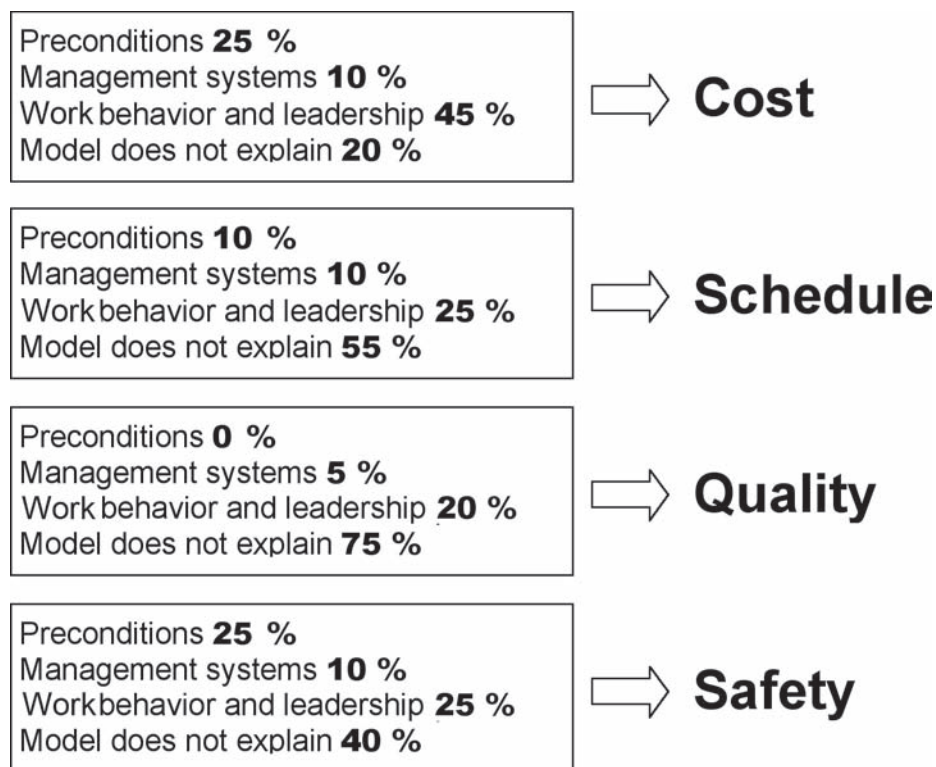 Preconditions 25 %
Management systems 10 %
Work behavior and leadership 45 %
Model does not explain 20 %
Cost
Preconditions 10 %
Management systems 10 %
Work behavior and leadership 25 %
Model does not explain 55 %
Schedule
Preconditions 0 %
Management systems 5 %
Work behavior and leadership 20 %
Model does not explain 75 %
Quality
Preconditions 25 %
Management systems 10 %
Work behavior and leadership 25 %
Model does not explain 40 %
Safety